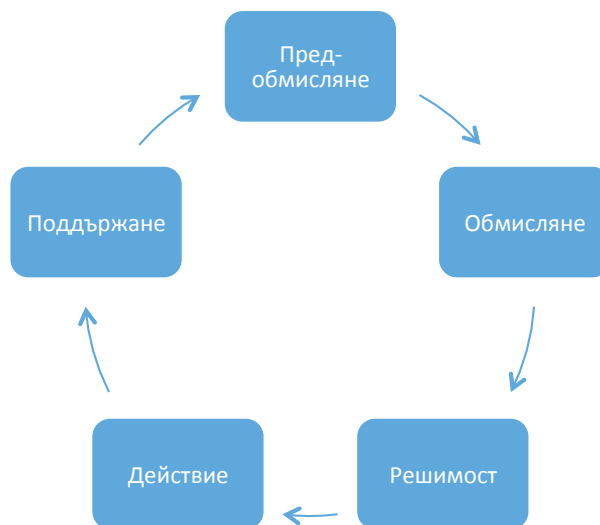 Пред-
обмисляне
Обмисляне
Решимост
Действие
Поддържане